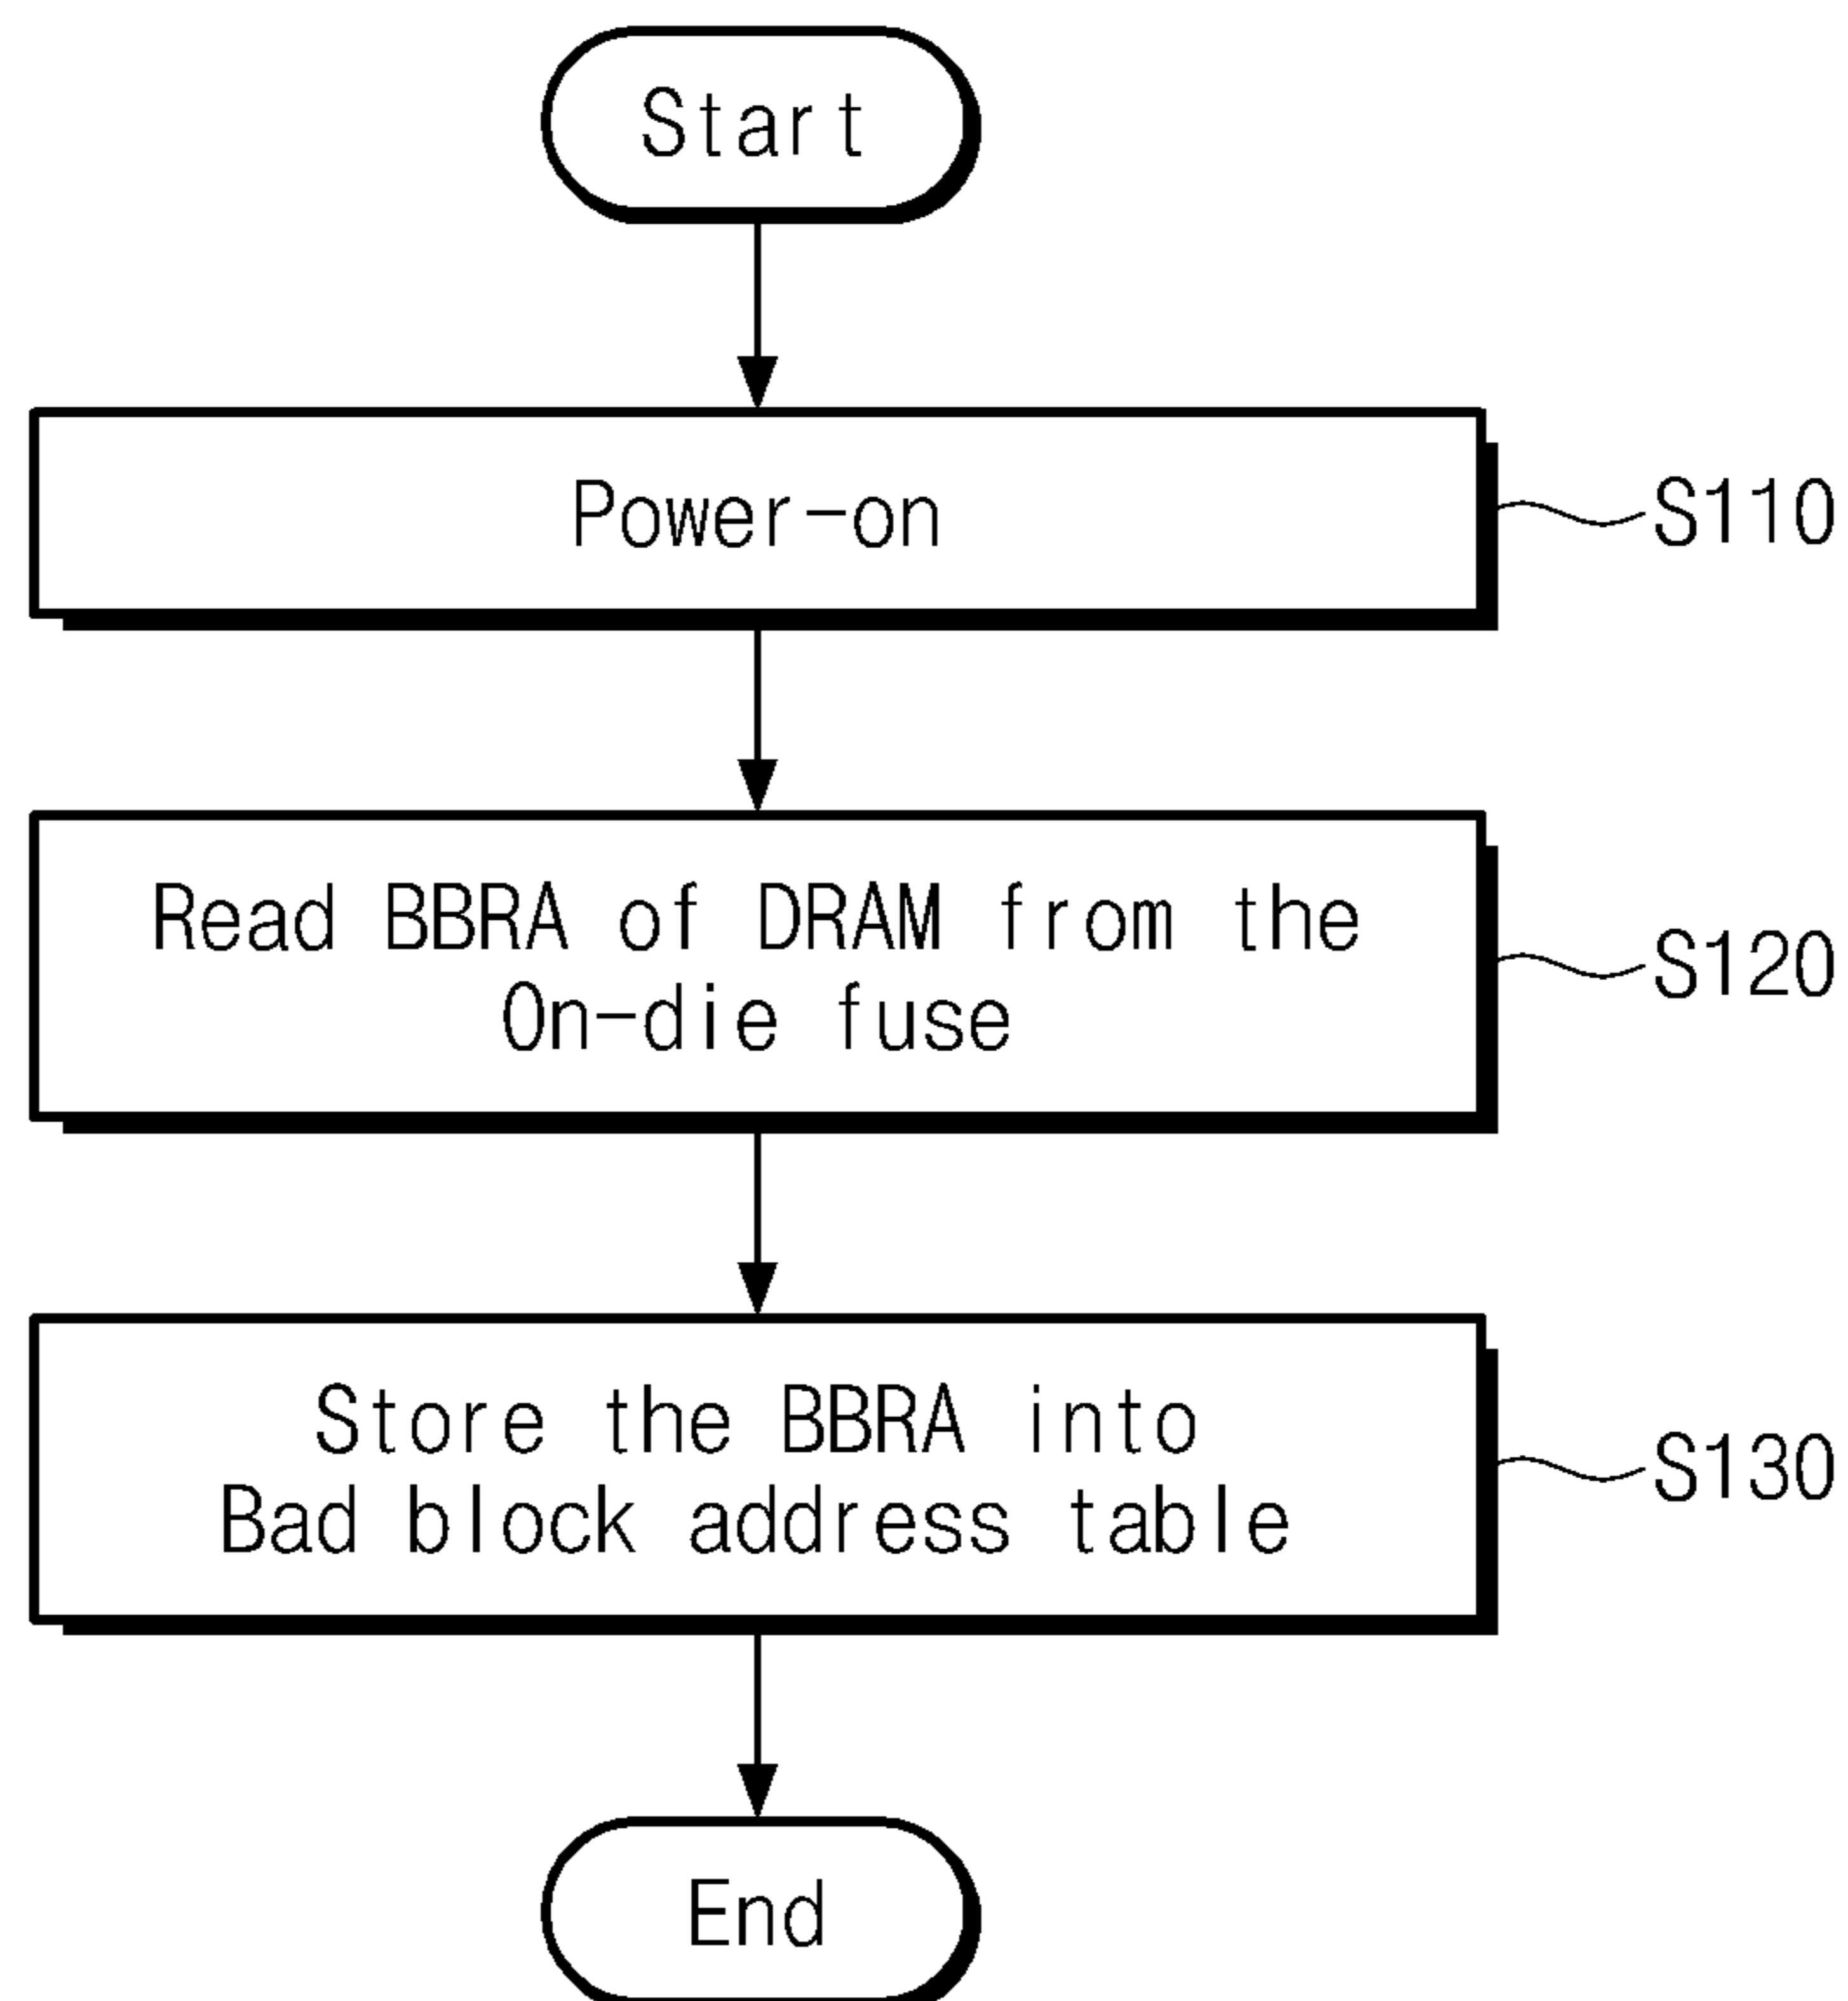 Start
Power-on
S110
Read BBRA of DRAM from the
On-die fuse
S120
Store the BBRA into
Bad block address table
S130
End